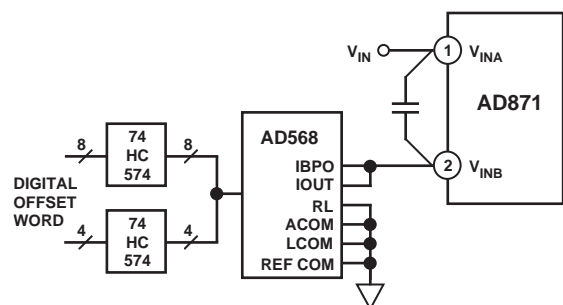 V_IN
1
V_INA
AD871
2
V_INB
AD568
IBPO
IOUT
RL
ACOM
LCOM
REF COM
8
74
HC
574
8
DIGITAL
OFFSET
WORD
4
74
HC
574
4